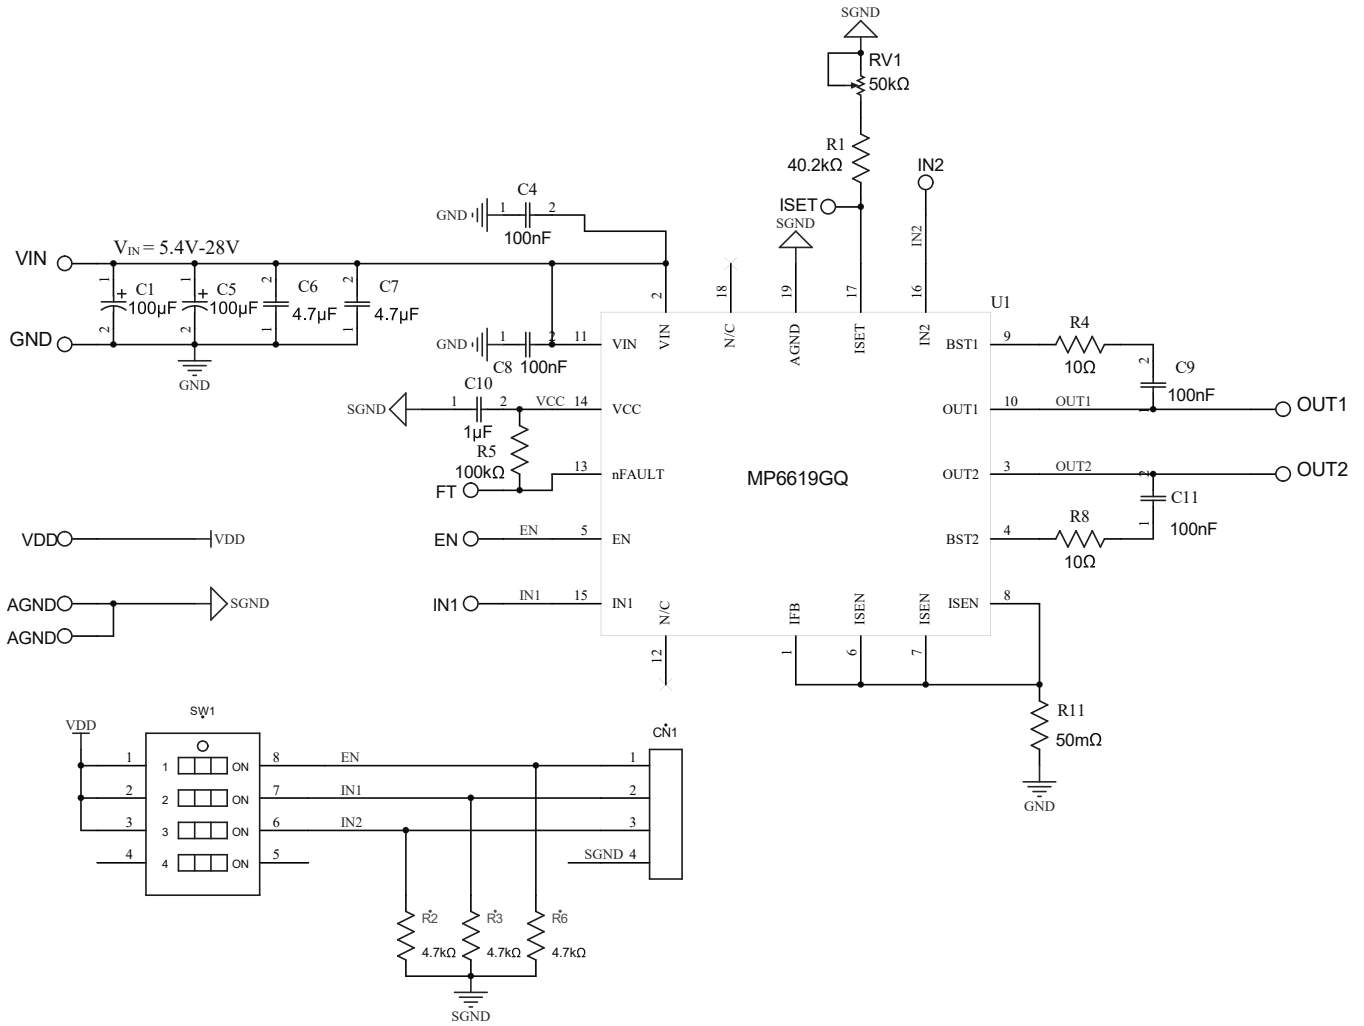 SGND
RV1
50kΩ
R1
40.2kΩ
IN2
ISET
SGND
IN2
C4
GND 1 2
100nF
VIN
V_IN = 5.4V-28V
1 C1
+ 100µF
2
1 C5
+ 100µF
2
2 C6
4.7µF
1
2 C7
4.7µF
1
GND
GND
2
18
19
17
16
U1
VIN
N/C
AGND
ISET
IN2
GND 1 2
C8 100nF
11 VIN
C10
SGND 1 2 VCC 14 VCC
1µF
R5
100kΩ
FT
13 nFAULT
EN EN 5 EN
IN1 IN1 15 IN1
MP6619GQ
BST1 9
R4
10Ω
2 C9
100nF
1
OUT1 10 OUT1 OUT1
OUT2 3 OUT2 OUT2
2
C11
1 100nF
BST2 4
R8
10Ω
ISEN 8
N/C
IFB
ISEN
ISEN
12
1
6
7
R11
50mΩ
GND
VDD VDD
AGND SGND
AGND
SW1
VDD
1 1 ON 8 EN
2 2 ON 7 IN1
3 3 ON 6 IN2
4 4 ON 5
CN1
1
2
3
SGND 4
R2
4.7kΩ
R3
4.7kΩ
R6
4.7kΩ
SGND